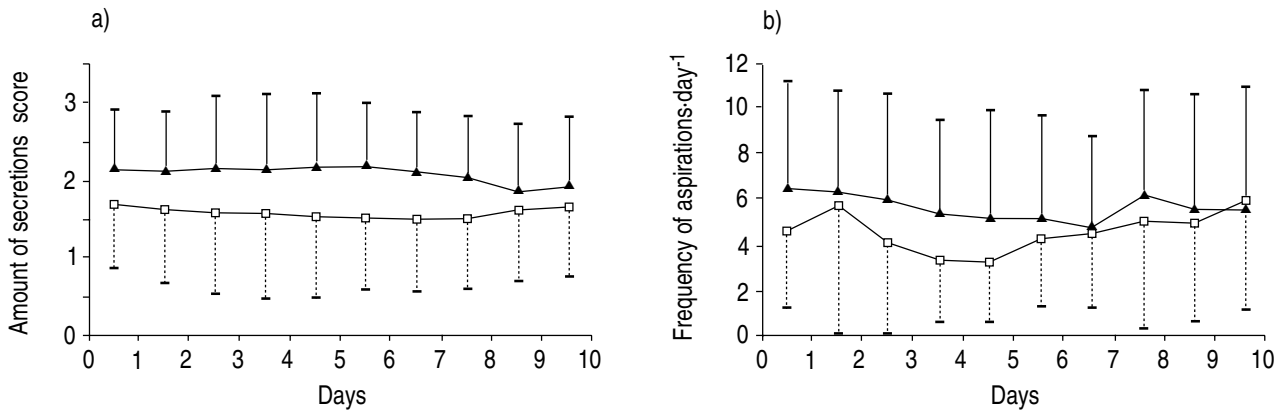 a)
Amount of secretions score
3
2
1
0
0 1 2 3 4 5 6 7 8 9 10
Days
b)
Frequency of aspirations·day-1
12
10
8
6
4
2
0
0 1 2 3 4 5 6 7 8 9 10
Days